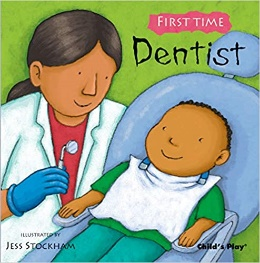 FIRST TIME
Dentist
ILLUSTRATED BY
JESS STOCKHAM
Child's Play®